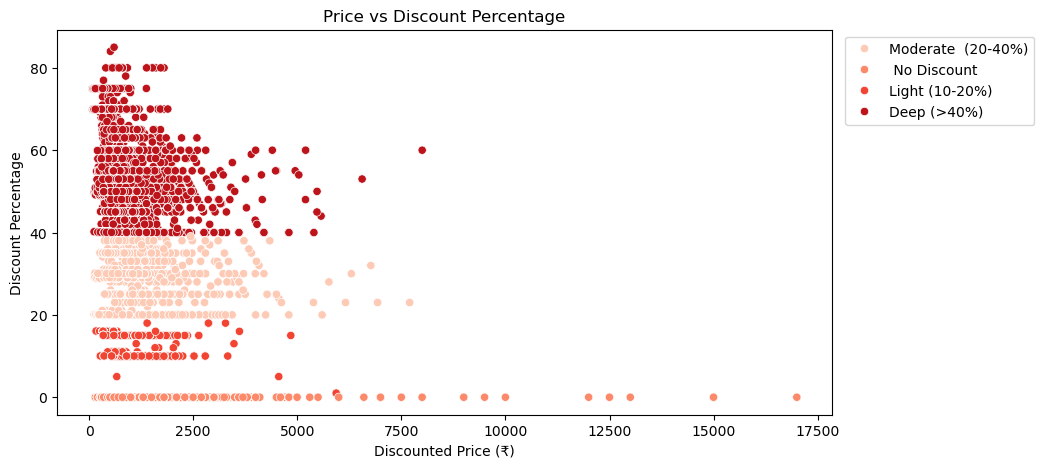 Price vs Discount Percentage
Moderate  (20-40%)
No Discount
Light (10-20%)
Deep (>40%)
Discount Percentage
80
60
40
20
0
0 2500 5000 7500 10000 12500 15000 17500
Discounted Price (₹)